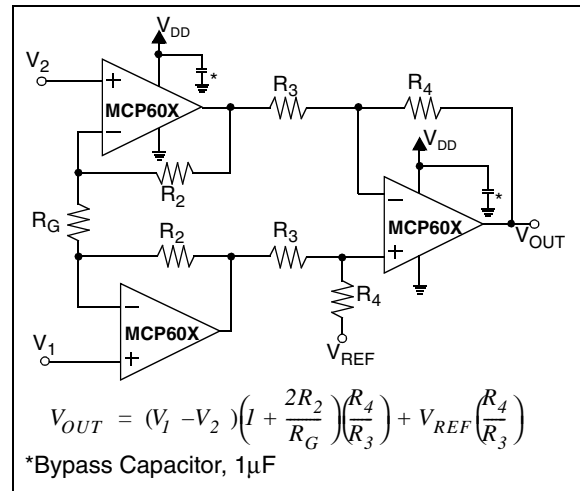 V_DD
V_2
*
+
MCP60X
−
R_3
R_4
V_DD
R_2
*
R_G
−
MCP60X
V_OUT
R_2
R_3
+
−
MCP60X
R_4
V_1
+
V_REF
V_OUT = (V_1 – V_2)(1 + 2R_2/R_G)(R_4/R_3) + V_REF(R_4/R_3)
*Bypass Capacitor, 1µF